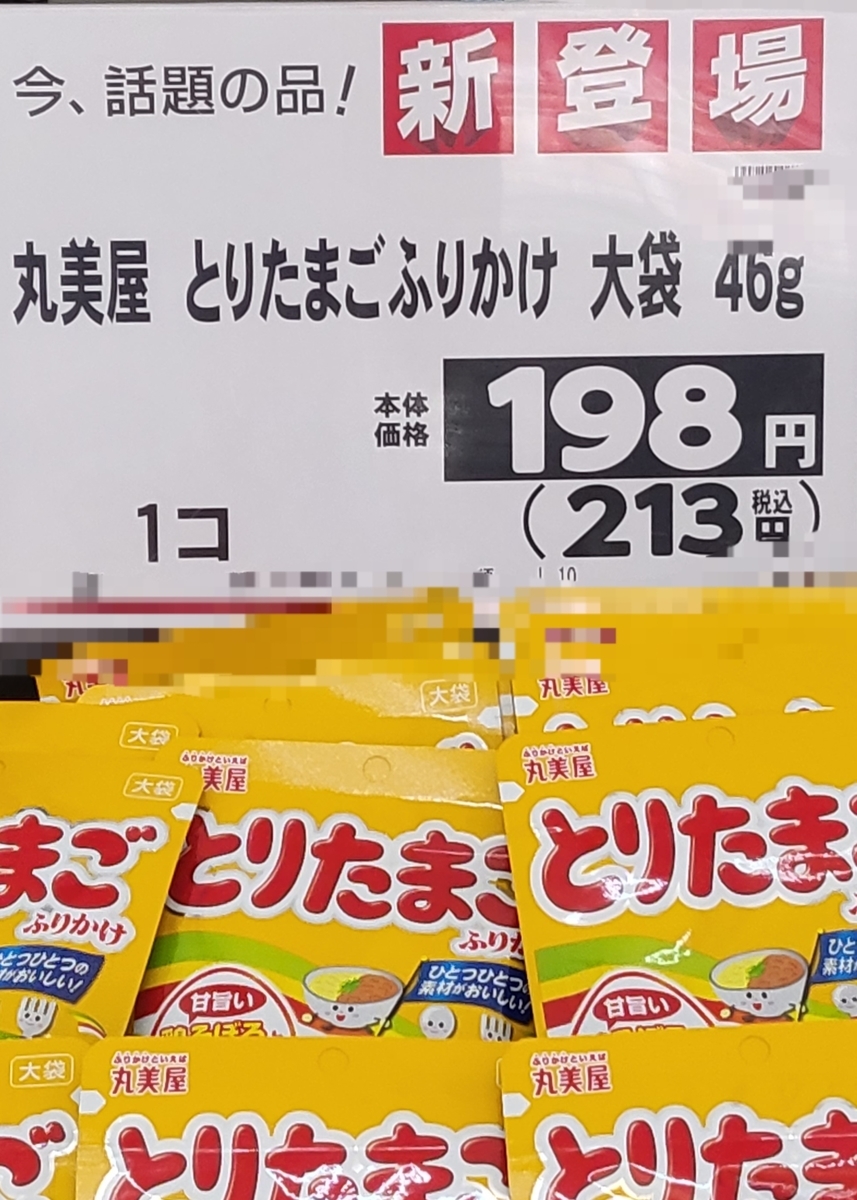 今、話題の品！ 新登場
丸美屋 とりたまごふりかけ 大袋 46g
本体価格 198円
1コ
(213円 税込)
10
丸美屋
大袋
大袋
大袋
ふりかけといえば
丸美屋
ふりかけといえば
丸美屋
まご
ふりかけ
とりたまご
ふりか
とりたま
ひとつひとつの
素材がおいしい！
甘旨い
鶏そぼろ
ひとつひとつ
素材がおいしい！
甘旨い
大袋
ふりかけといえば
丸美屋
ふりかけといえば
丸美屋
ご
とりたまご
とりたま